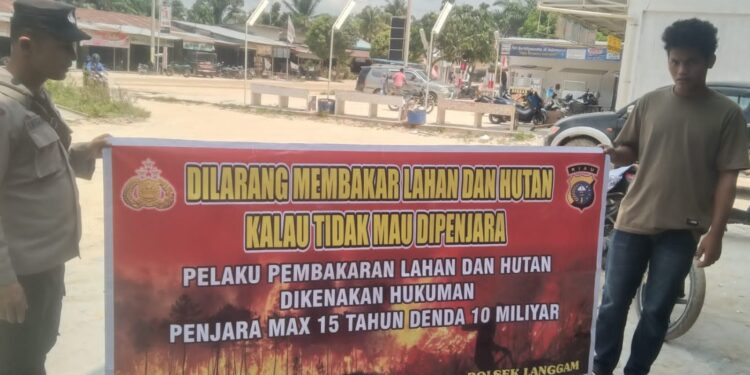 DILARANG MEMBAKAR LAHAN DAN HUTAN
KALAU TIDAK MAU DIPENJARA
PELAKU PEMBAKARAN LAHAN DAN HUTAN
DIKENAKAN HUKUMAN
PENJARA MAX 15 TAHUN DENDA 10 MILIYAR
POLSEK LANGGAM
RIAU